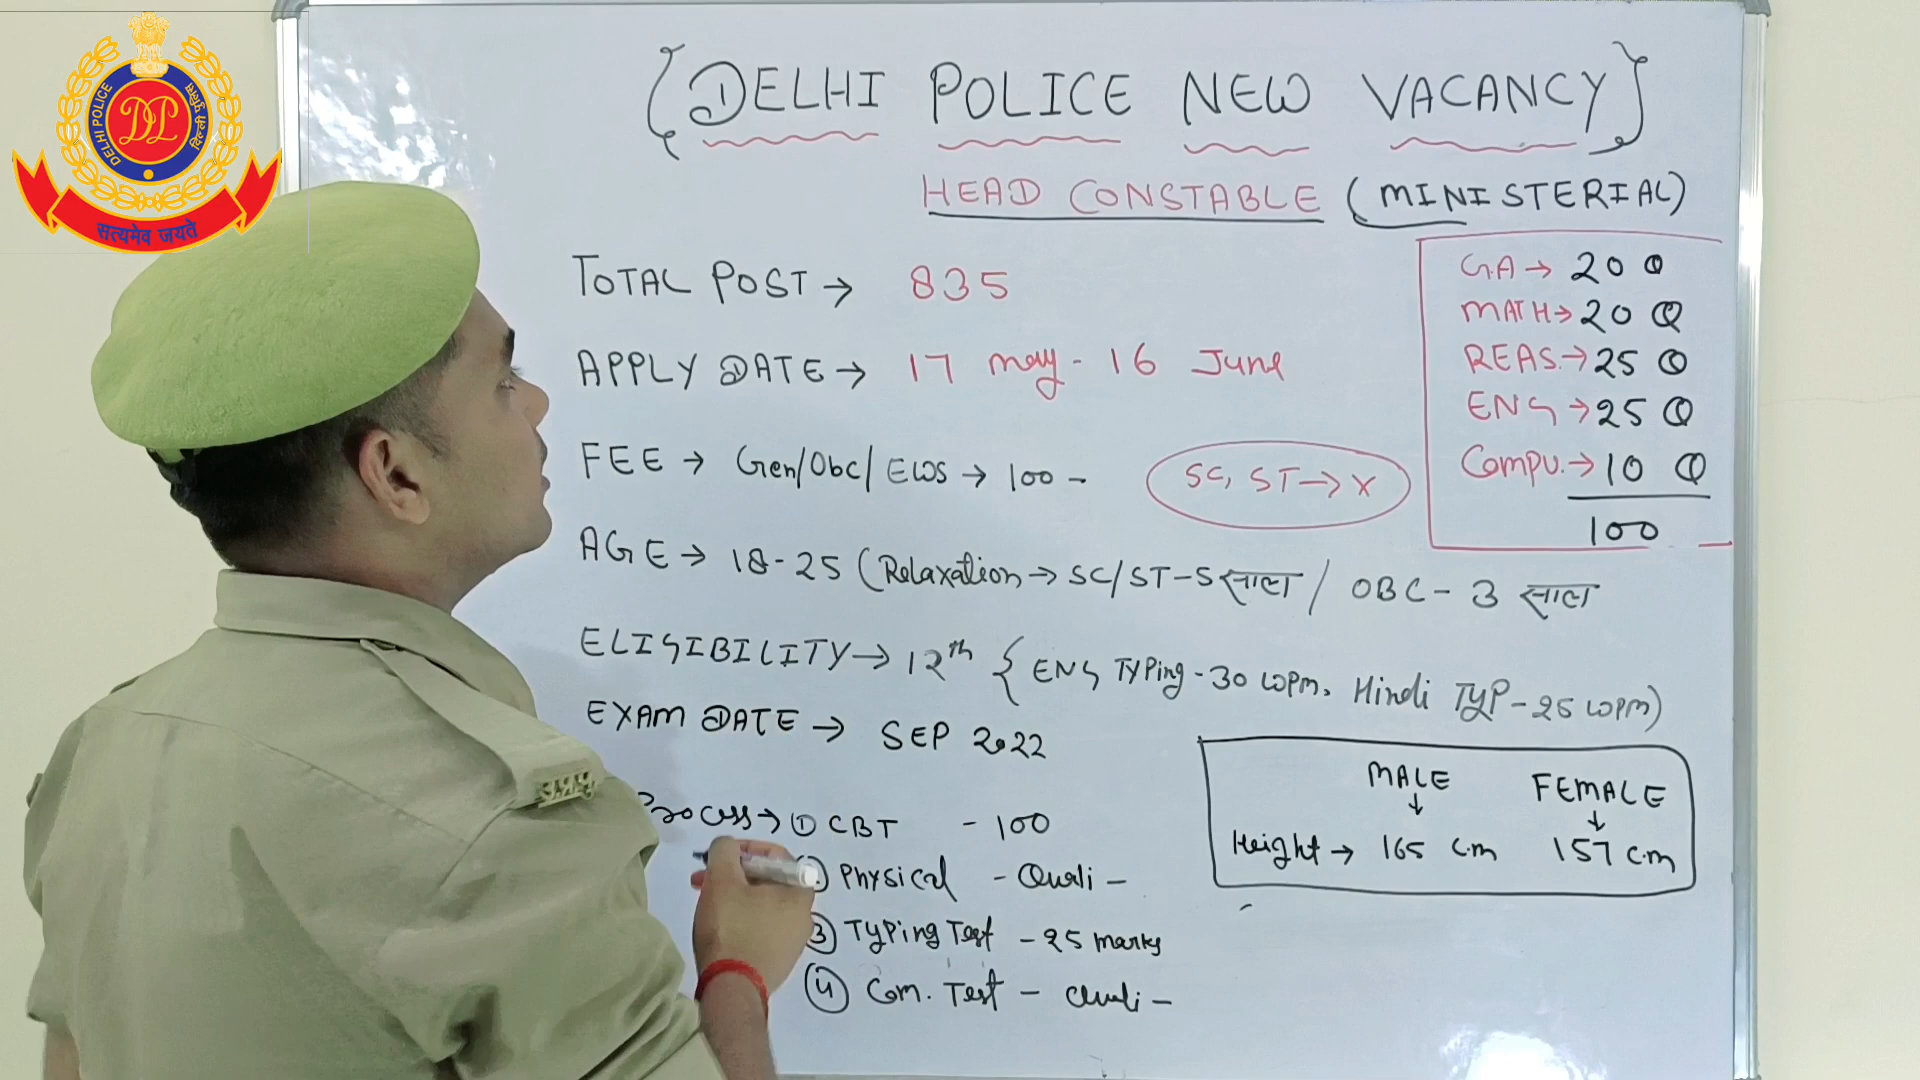 DELHI POLICE
दिल्ली पुलिस
DP
सत्यमेव जयते
{DELHI POLICE NEW VACANCY}
HEAD CONSTABLE (MINISTERIAL)
TOTAL POST → 835
APPLY DATE → 17 may - 16 June
FEE → Gen/Obc/EWS → 100 -
SC, ST → X
AGE → 18-25 (Relaxation → SC/ST-5 साल / OBC - 3 साल
ELIGIBILITY → 12th { ENG TYPing - 30 wpm. Hindi TYP - 25 wpm)
EXAM DATE → SEP 2022
Process → ① CBT - 100
② Physical - Quali -
③ Typing Test - 25 marks
④ Com. Test - Quali -
G.A → 20 Q
MATH → 20 Q
REAS. → 25 Q
ENG → 25 Q
Compu. → 10 Q
100
MALE FEMALE
↓ ↓
Height → 165 cm 157 cm